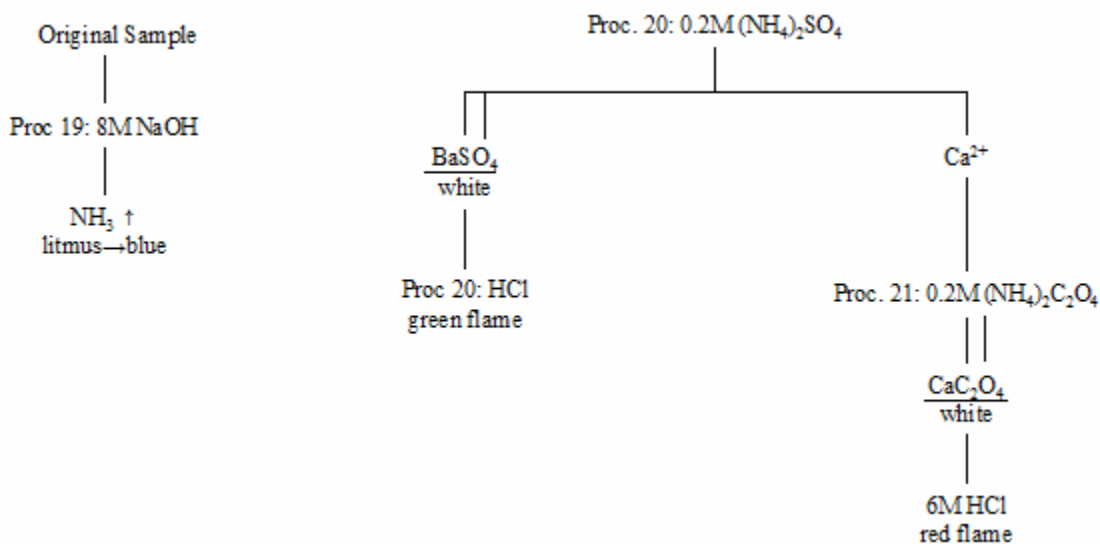 Original Sample
Proc 19: 8M NaOH
NH₃ ↑
litmus→blue
Proc. 20: 0.2M (NH₄)₂SO₄
BaSO₄
white
Proc 20: HCl
green flame
Ca²⁺
Proc. 21: 0.2M (NH₄)₂C₂O₄
CaC₂O₄
white
6M HCl
red flame